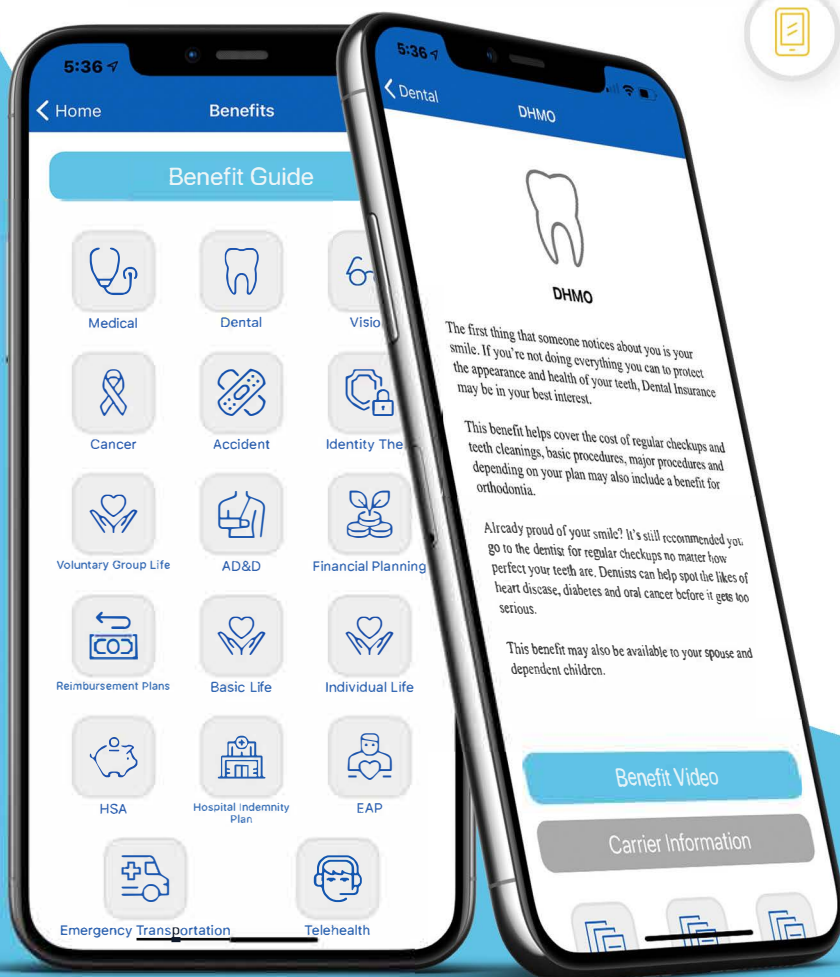 5:36
Home
Benefits
Benefit Guide
Medical
Dental
Visio
Cancer
Accident
Identity The
Voluntary Group Life
AD&D
Financial Planning
Reimbursement Plans
Basic Life
Individual Life
HSA
Hospital Indemnity
Plan
EAP
Emergency Transportation
Telehealth
5:36
Dental
DHMO
DHMO
The first thing that someone notices about you is your
smile. If you're not doing everything you can to protect
the appearance and health of your teeth, Dental Insurance
may be in your best interest.
This benefit helps cover the cost of regular checkups and
teeth cleanings, basic procedures, major procedures and
depending on your plan may also include a benefit for
orthodontia.
Already proud of your smile? It's still recommended you
go to the dentist for regular checkups no matter how
perfect your teeth are. Dentists can help spot the likes of
heart disease, diabetes and oral cancer before it gets too
serious.
This benefit may also be available to your spouse and
dependent children.
Benefit Video
Carrier Information